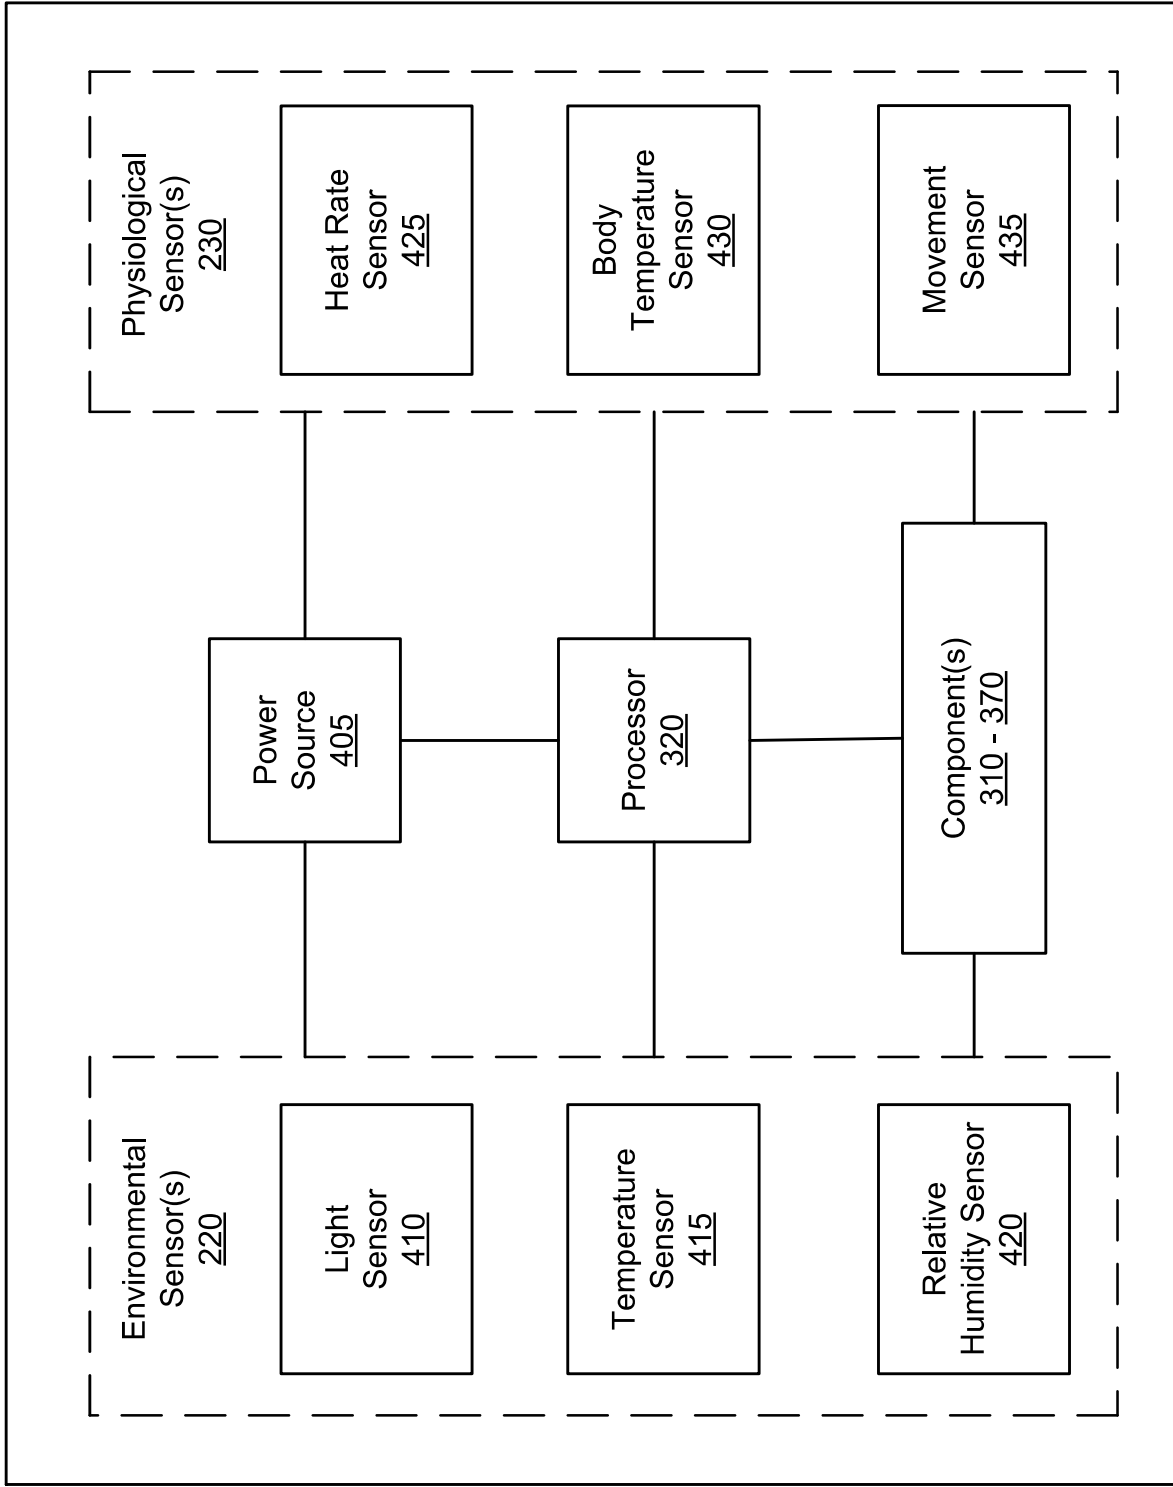 Environmental
Sensor(s)
220
Light
Sensor
410
Temperature
Sensor
415
Relative
Humidity Sensor
420
Power
Source
405
Processor
320
Component(s)
310 - 370
Physiological
Sensor(s)
230
Heat Rate
Sensor
425
Body
Temperature
Sensor
430
Movement
Sensor
435